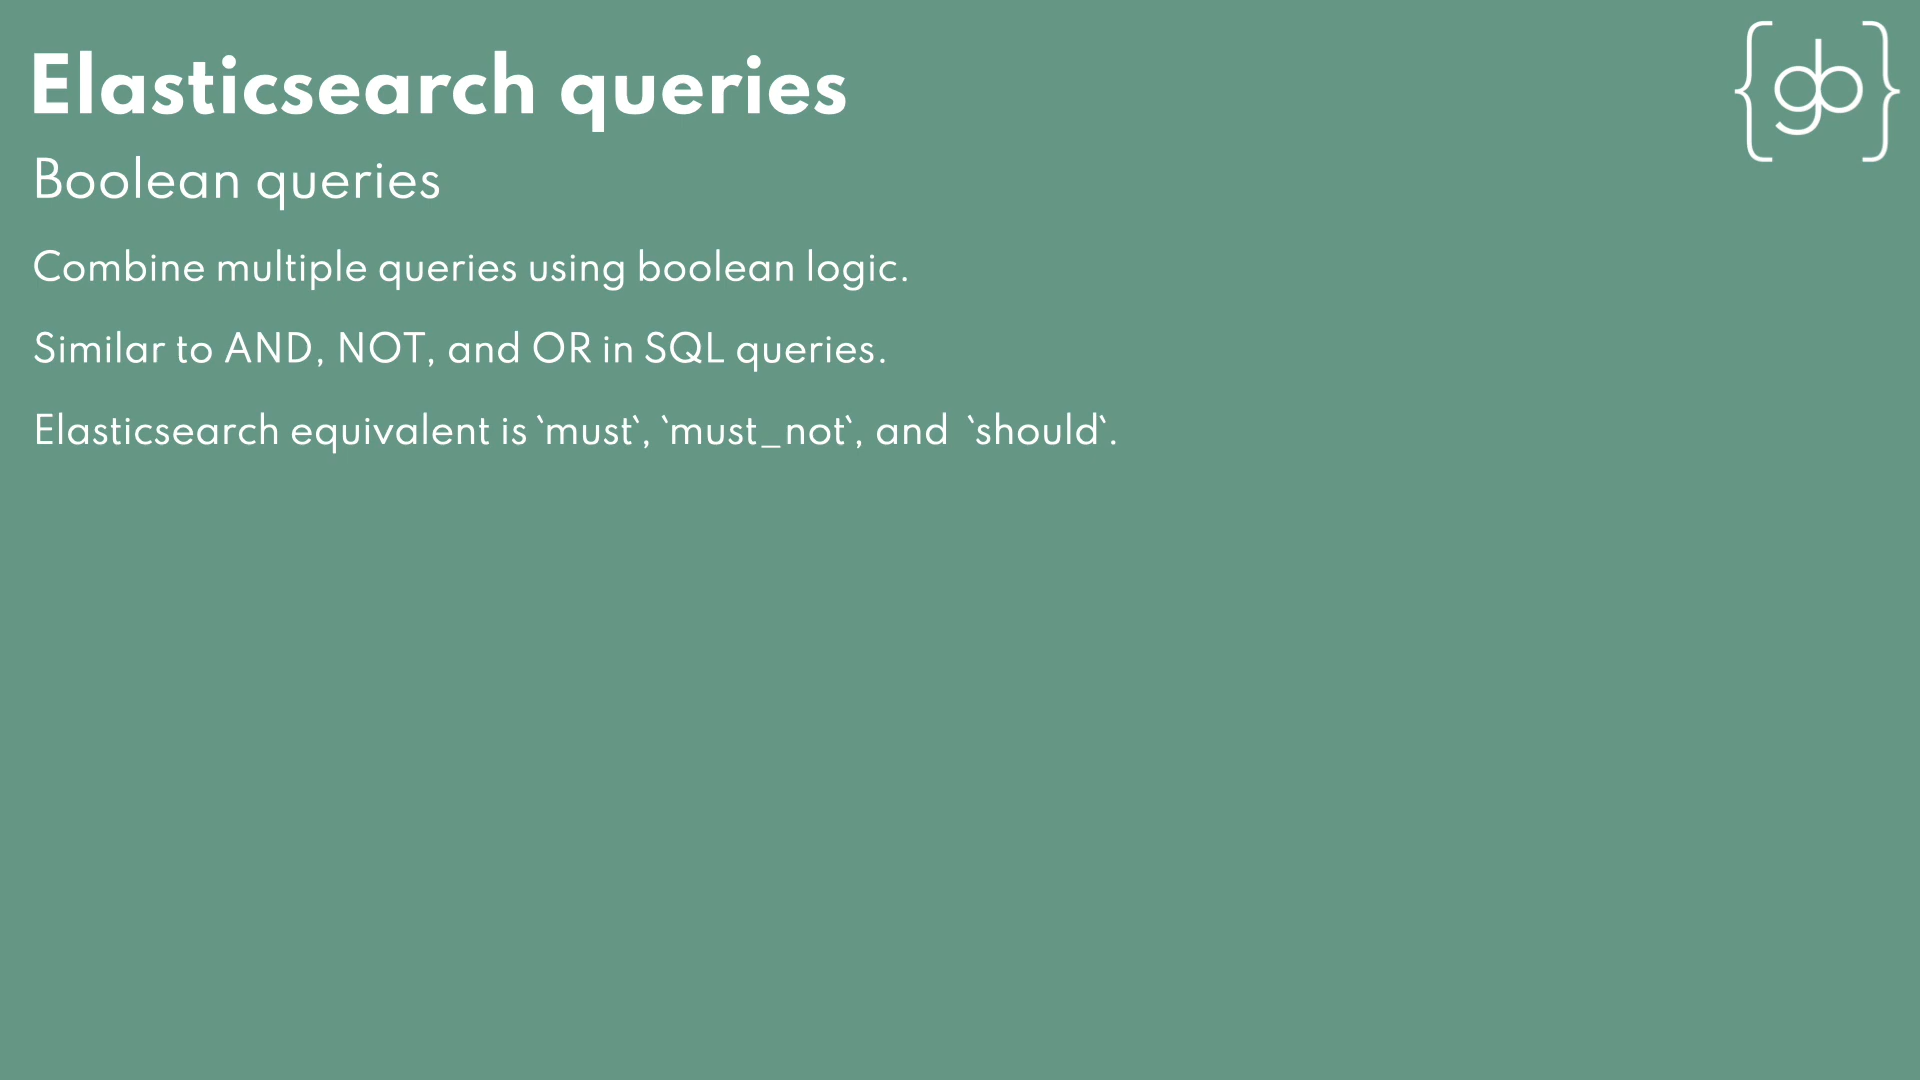 Elasticsearch queries
{gb}
Boolean queries
Combine multiple queries using boolean logic.
Similar to AND, NOT, and OR in SQL queries.
Elasticsearch equivalent is `must`, `must_not`, and  `should`.